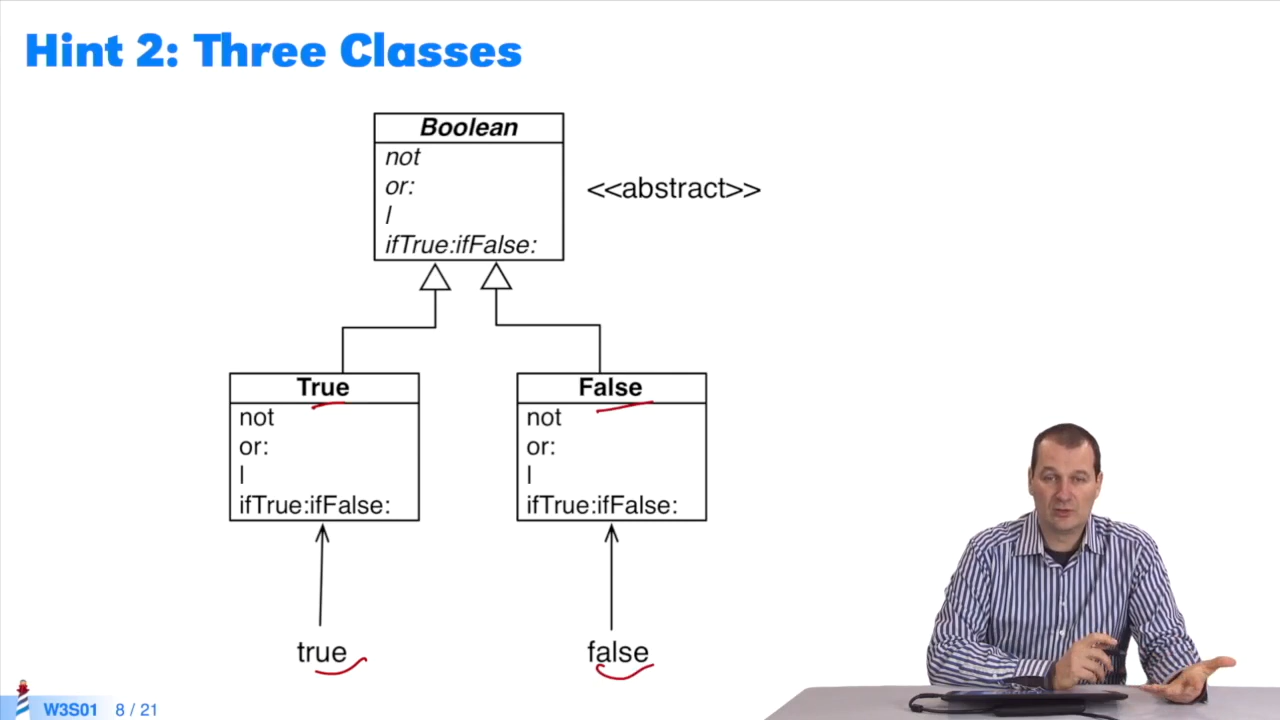 Hint 2: Three Classes
Boolean
not
or:
|
ifTrue:ifFalse:
<<abstract>>
True
not
or:
|
ifTrue:ifFalse:
False
not
or:
|
ifTrue:ifFalse:
true
false
W3S01 8 / 21